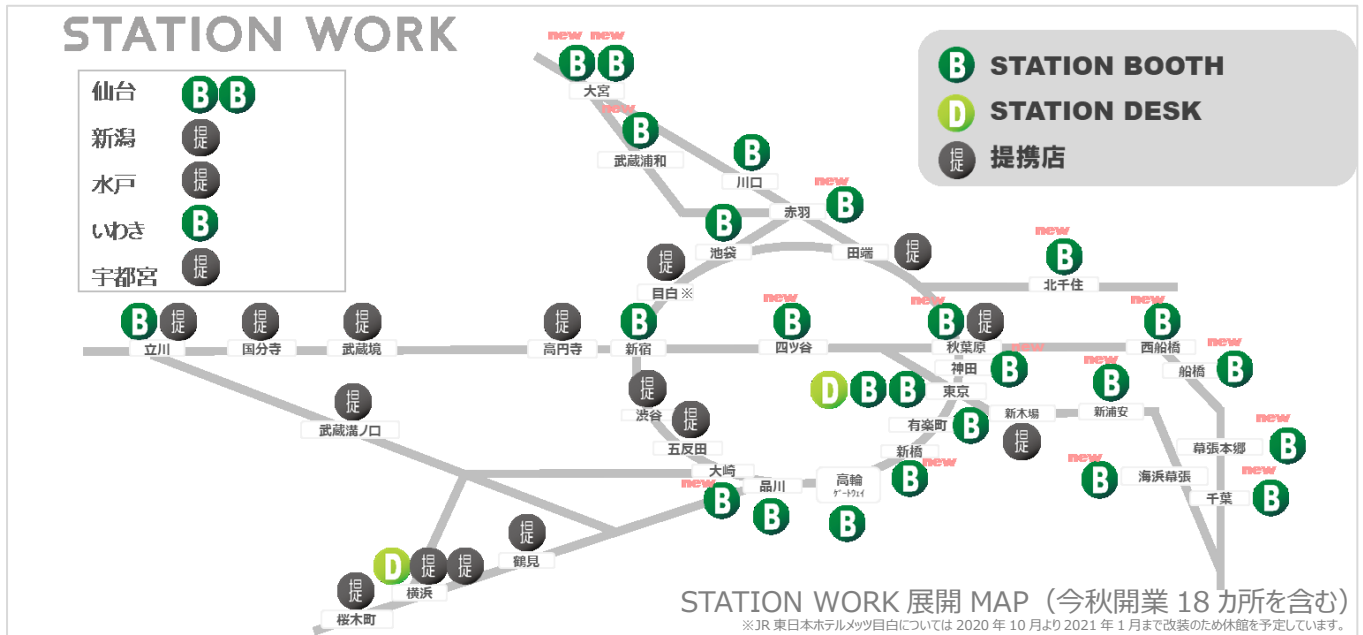 STATION WORK
仙台 B B
新潟 提
水戸 提
いわき B
宇都宮 提
B STATION BOOTH
D STATION DESK
提 提携店
new new
B B
大宮
new
B
武蔵浦和
B
川口
new
赤羽 B
B
池袋
田端 提
提
目白 ※
new
B
北千住
B 提
立川
提
国分寺
提
武蔵境
提
高円寺
B
新宿
new
B
四ツ谷
new
B 提
秋葉原
new
B
西船橋
new
船橋 B
new
神田 B
D B B 東京
new
B
新浦安
新木場
提
有楽町 B
提
渋谷
提
五反田
提
武蔵溝ノ口
new
新橋
B
new
幕張本郷 B
new
B 海浜幕張
new
千葉 B
大崎
new
B
品川
B
高輪
ゲートウェイ
B
提
鶴見
D 提 提
横浜
提
桜木町
STATION WORK 展開 MAP（今秋開業 18 カ所を含む）
※JR 東日本ホテルメッツ目白については 2020 年 10 月より 2021 年 1 月まで改装のため休館を予定しています。